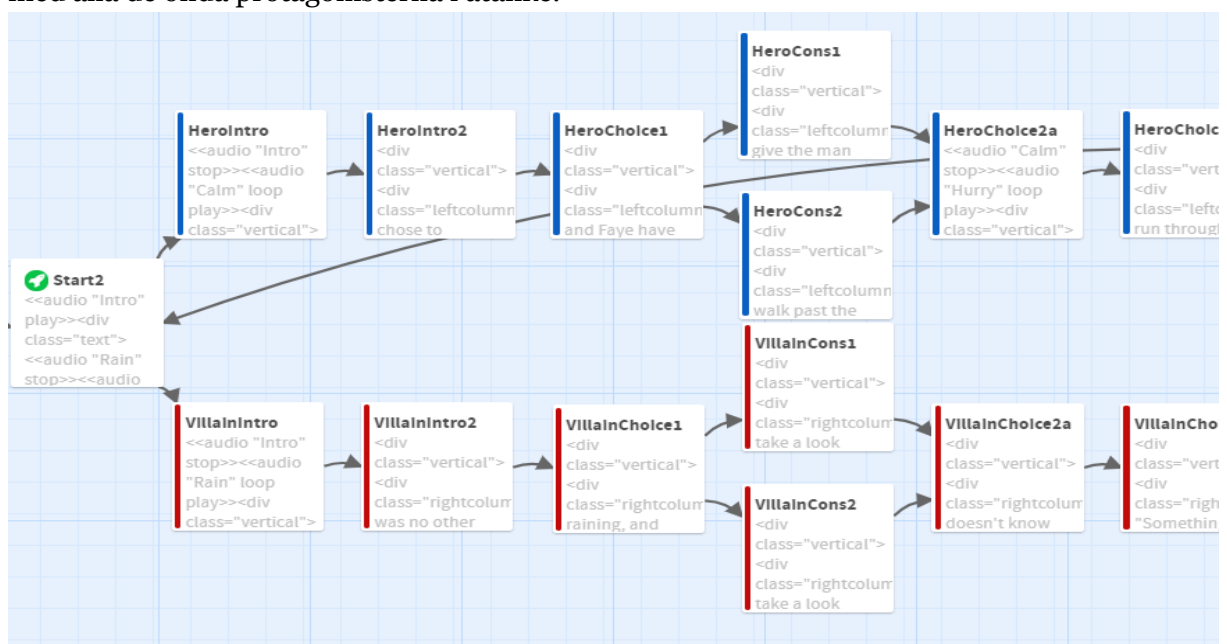 HeroCons1
<div
class="vertical">
<div
class="leftcolumn
give the man
HeroIntro
<<audio "Intro"
stop>><<audio
"Calm" loop
play>><div
class="vertical">
HeroIntro2
<div
class="vertical">
<div
class="leftcolumn
chose to
HeroChoice1
<div
class="vertical">
<div
class="leftcolumn
and Faye have
HeroChoice2a
<<audio "Calm"
stop>><<audio
"Hurry" loop
play>><div
class="vertical">
HeroChoic
<div
class="vert
<div
class="leftc
run through
HeroCons2
<div
class="vertical">
<div
class="leftcolumn
walk past the
Start2
<<audio "Intro"
play>><div
class="text">
<<audio "Rain"
stop>><<audio
VillainCons1
<div
class="vertical">
<div
class="rightcolum
take a look
VillainIntro
<<audio "Intro"
stop>><<audio
"Rain" loop
play>><div
class="vertical">
VillainIntro2
<div
class="vertical">
<div
class="rightcolum
was no other
VillainChoice1
<div
class="vertical">
<div
class="rightcolum
raining, and
VillainChoice2a
<div
class="vertical">
<div
class="rightcolum
doesn't know
VillainCho
<div
class="vert
<div
class="righ
"Something
VillainCons2
<div
class="vertical">
<div
class="rightcolum
take a look